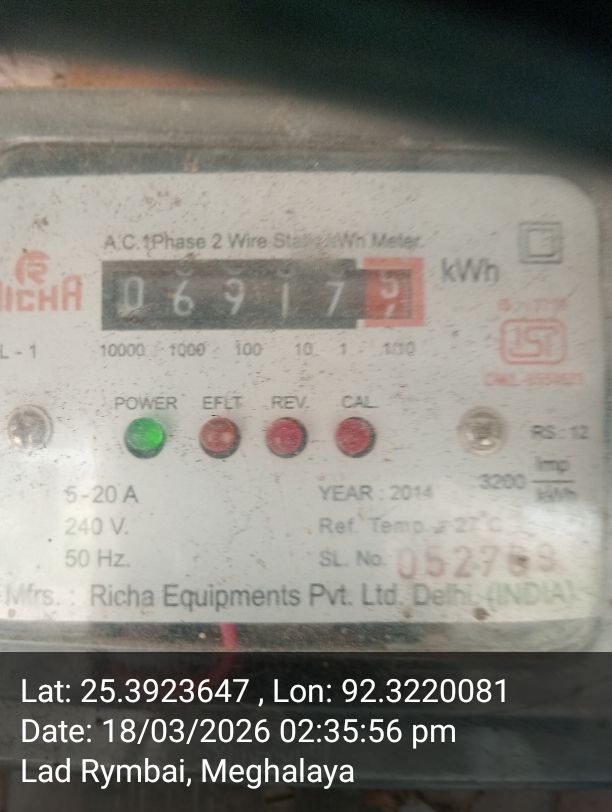 A.C.1Phase 2 Wire Static kWh Meter.
RICHA
0 6 9 1 7
kWh
L - 1
10000 1000 100 10 1 1/10
ISI
POWER EFLT REV. CAL
RS : 12
3200 Imp/kWh
5-20 A
YEAR : 2014
240 V.
Ref. Temp. : 27°C
50 Hz.
SL. No.
Mfrs. : Richa Equipments Pvt. Ltd. Delhi. (INDIA)
Lat: 25.3923647 , Lon: 92.3220081
Date: 18/03/2026 02:35:56 pm
Lad Rymbai, Meghalaya